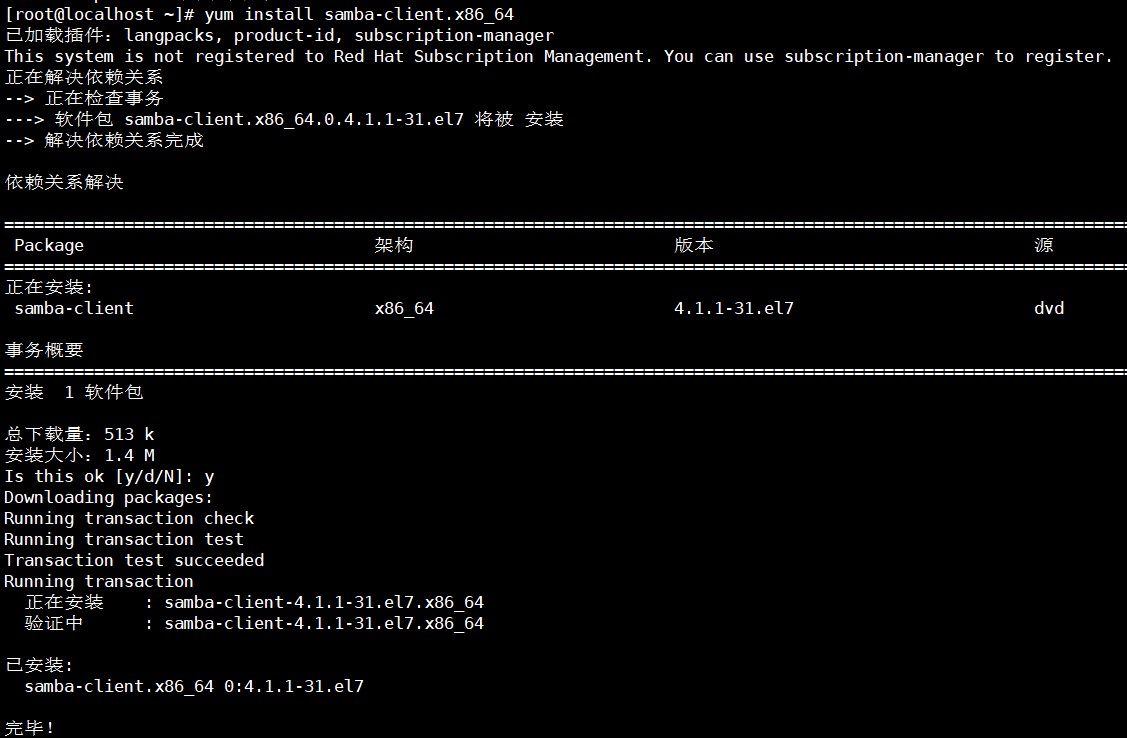 [root@localhost ~]# yum install samba-client.x86_64
已加载插件：langpacks, product-id, subscription-manager
This system is not registered to Red Hat Subscription Management. You can use subscription-manager to register.
正在解决依赖关系
--> 正在检查事务
---> 软件包 samba-client.x86_64.0.4.1.1-31.el7 将被 安装
--> 解决依赖关系完成
依赖关系解决
================================================================================================================
Package 架构 版本 源
================================================================================================================
正在安装:
samba-client x86_64 4.1.1-31.el7 dvd
事务概要
================================================================================================================
安装  1 软件包
总下载量：513 k
安装大小：1.4 M
Is this ok [y/d/N]: y
Downloading packages:
Running transaction check
Running transaction test
Transaction test succeeded
Running transaction
正在安装    : samba-client-4.1.1-31.el7.x86_64
验证中      : samba-client-4.1.1-31.el7.x86_64
已安装:
samba-client.x86_64 0:4.1.1-31.el7
完毕！